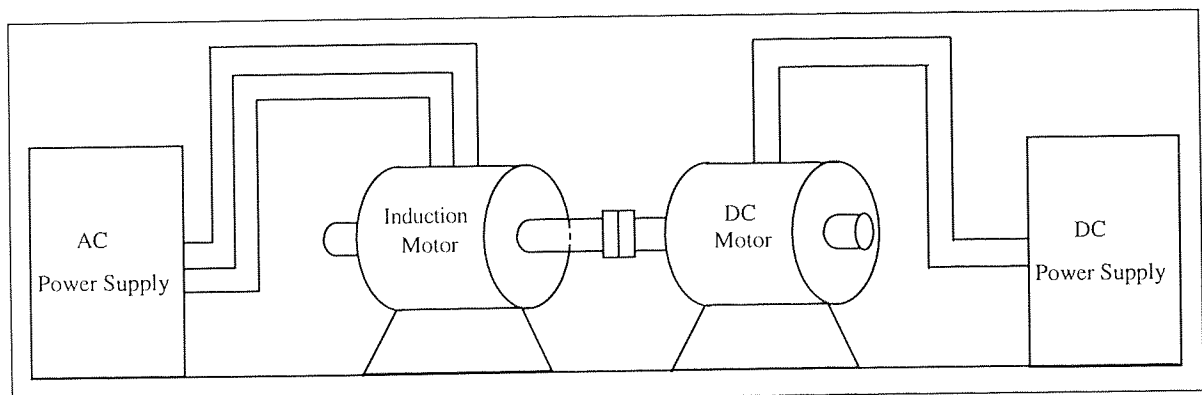 AC
Power Supply
Induction
Motor
DC
Motor
DC
Power Supply